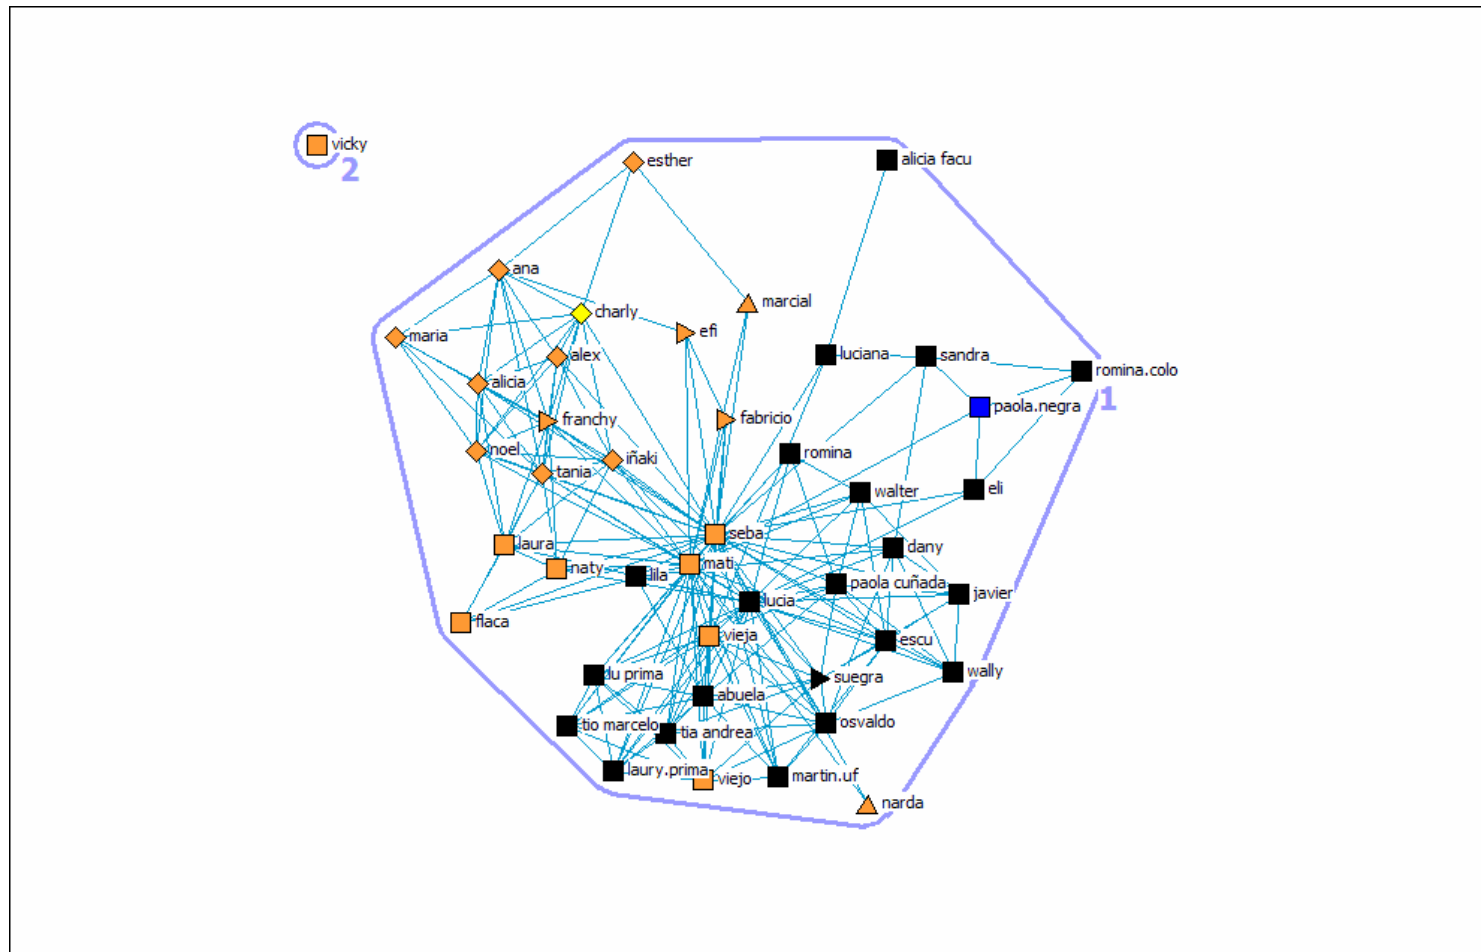 vicky
2
esther
alicia facu
ana
marcial
charly
efi
maria
alex
luciana
sandra
romina.colo
1
alicia
paola.negra
franchy
fabricio
noel
iñaki
romina
tania
walter
eli
seba
laura
dany
naty
mati
lila
paola cuñada
lucia
javier
flaca
vieja
escu
wally
du prima
suegra
abuela
osvaldo
tio marcelo
tia andrea
laury.prima
viejo
martin.uf
narda